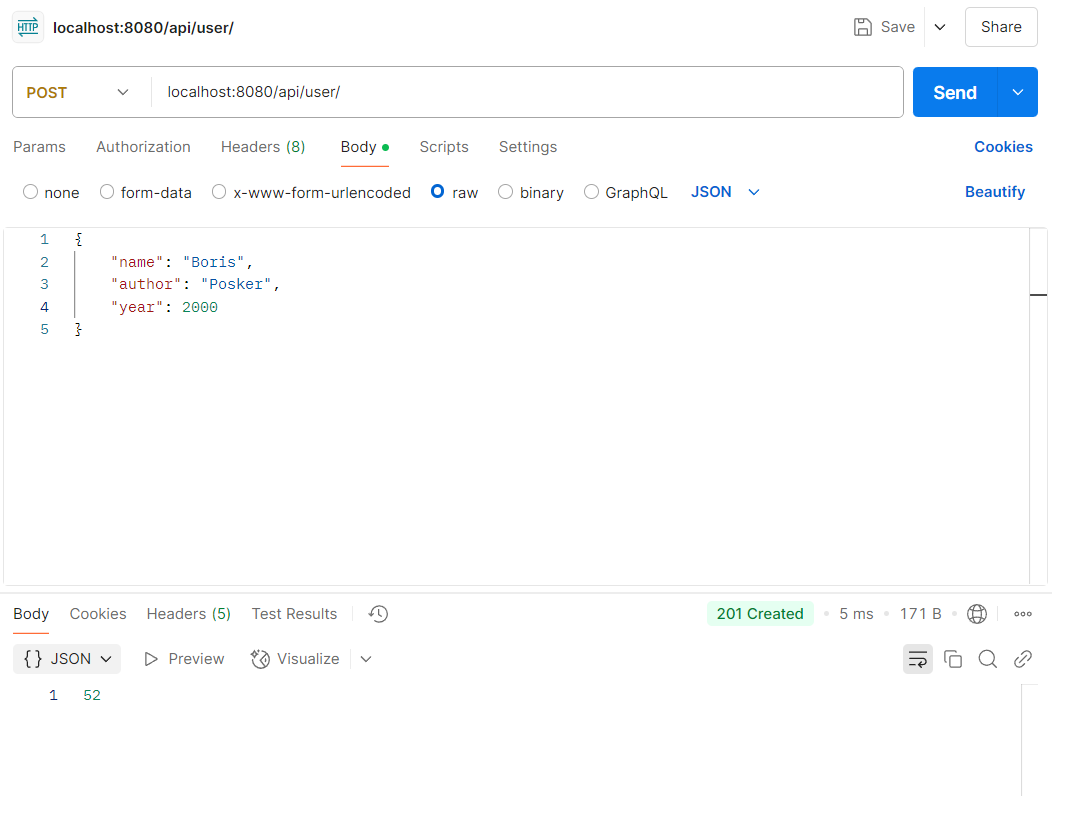 HTTP localhost:8080/api/user/ Save Share
POST localhost:8080/api/user/ Send
Params Authorization Headers (8) Body Scripts Settings Cookies
none form-data x-www-form-urlencoded raw binary GraphQL JSON Beautify
1 {
2 "name": "Boris",
3 "author": "Posker",
4 "year": 2000
5 }
Body Cookies Headers (5) Test Results 201 Created 5 ms 171 B
{} JSON Preview Visualize
1 52